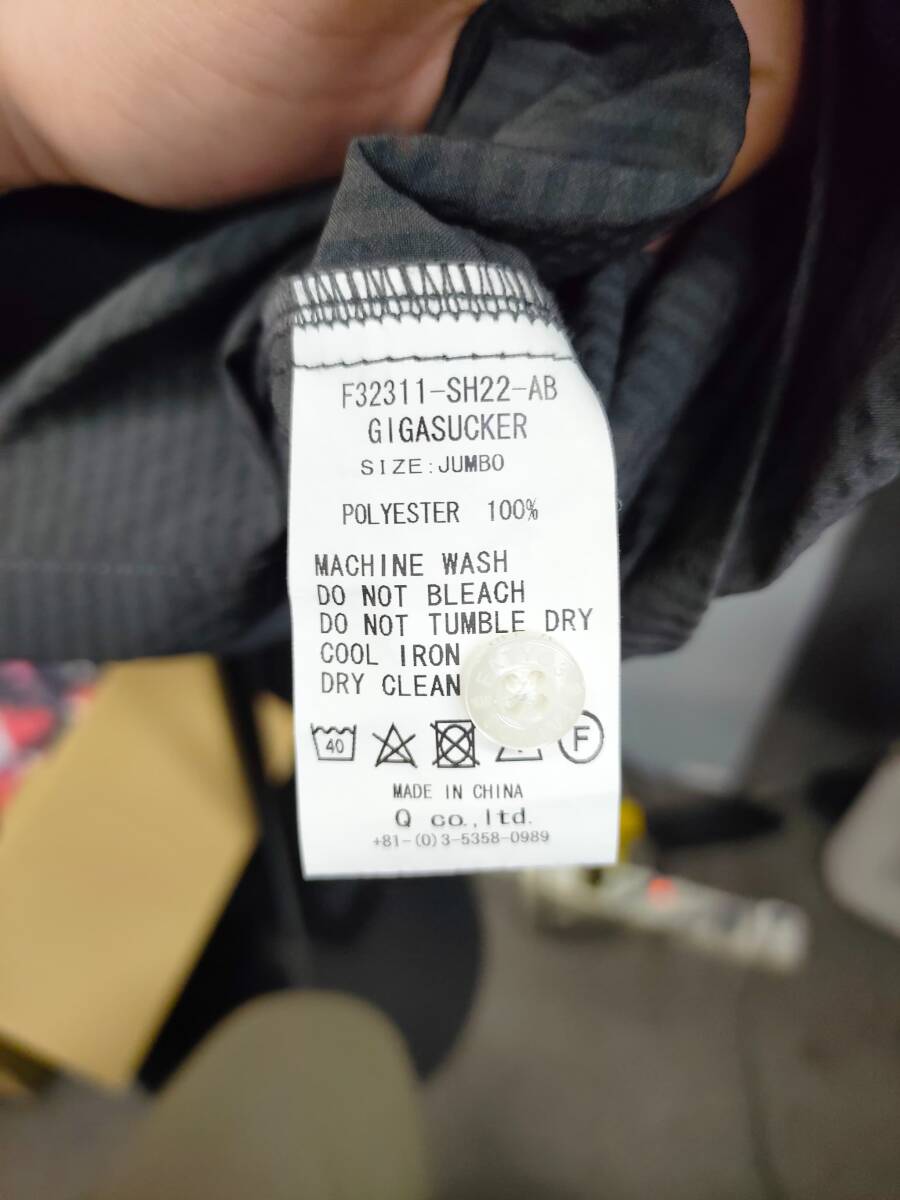 F32311-SH22-AB
GIGASUCKER
SIZE:JUMBO
POLYESTER 100%
MACHINE WASH
DO NOT BLEACH
DO NOT TUMBLE DRY
COOL IRON
DRY CLEAN
40
F
MADE IN CHINA
Q co.,ltd.
+81-(0)3-5358-0989